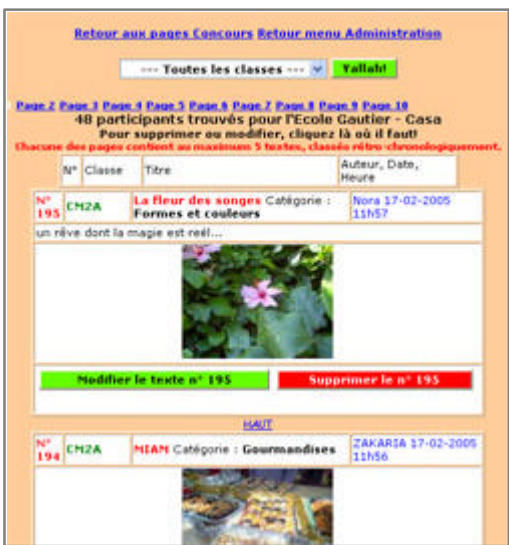 Retour aux pages Concours Retour menu Administration
--- Toutes les classes --- Yallah!
Page 2 Page 3 Page 4 Page 5 Page 6 Page 7 Page 8 Page 9 Page 10
48 participants trouvés pour l'Ecole Gautier - Casa
Pour supprimer ou modifier, cliquez là où il faut!
Chacune des pages contient au maximum 5 textes, classés rétro-chronologiquement.
N° Classe Titre Auteur, Date,
Heure
N° 195 CM2A La fleur des songes Catégorie :
Formes et couleurs Nora 17-02-2005
11h57
un rêve dont la magie est reél...
Modifier le texte n° 195 Supprimer le n° 195
HAUT
N° 194 CM2A MIAM Catégorie : Gourmandises ZAKARIA 17-02-2005
11h56